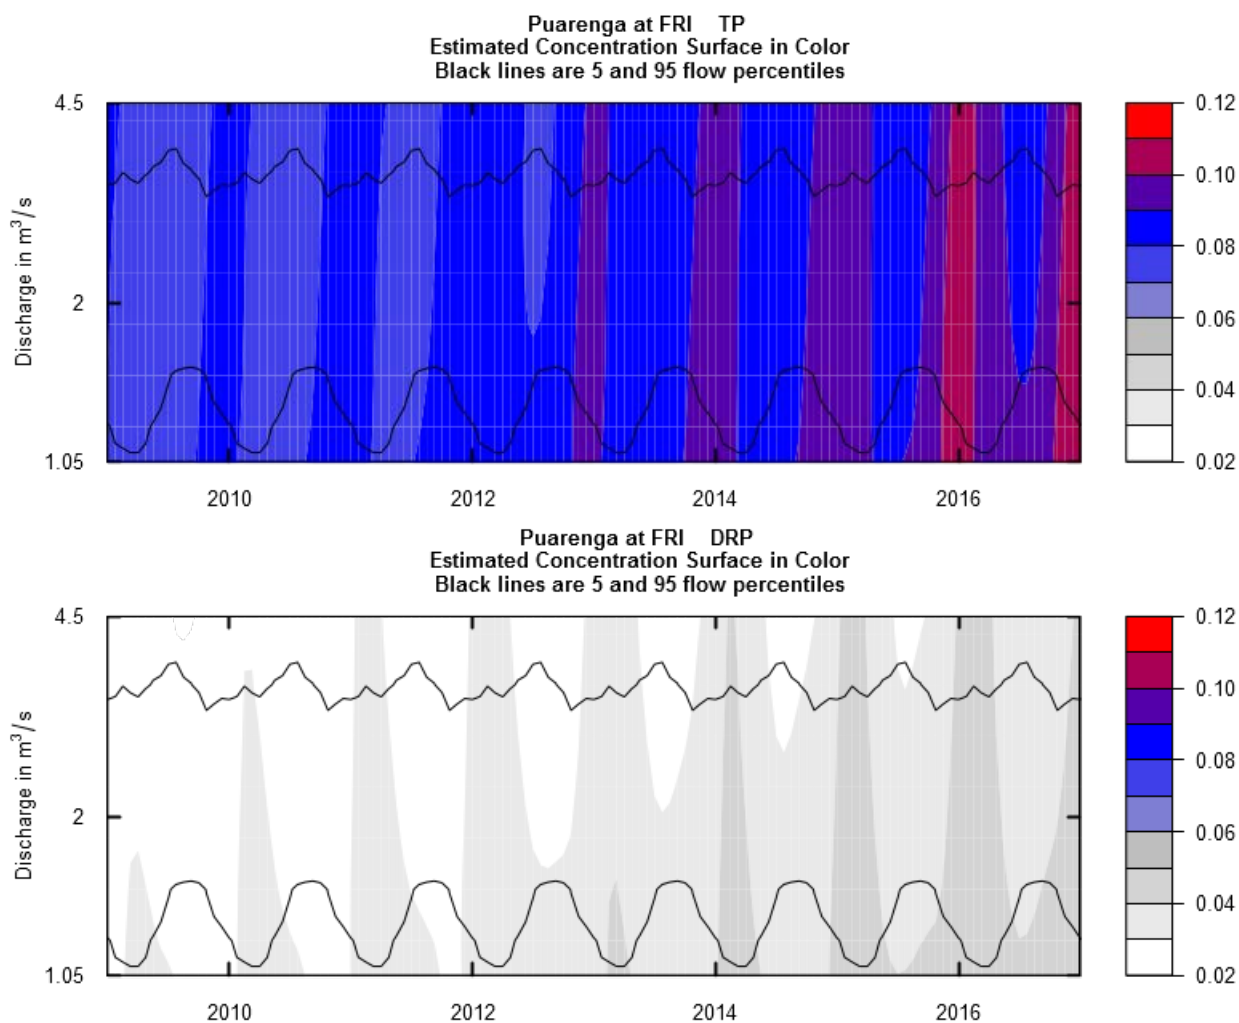 Puarenga at FRI TP
Estimated Concentration Surface in Color
Black lines are 5 and 95 flow percentiles
Discharge in m³/s
4.5
2
1.05
2010 2012 2014 2016
0.12
0.10
0.08
0.06
0.04
0.02
Puarenga at FRI DRP
Estimated Concentration Surface in Color
Black lines are 5 and 95 flow percentiles
Discharge in m³/s
4.5
2
1.05
2010 2012 2014 2016
0.12
0.10
0.08
0.06
0.04
0.02